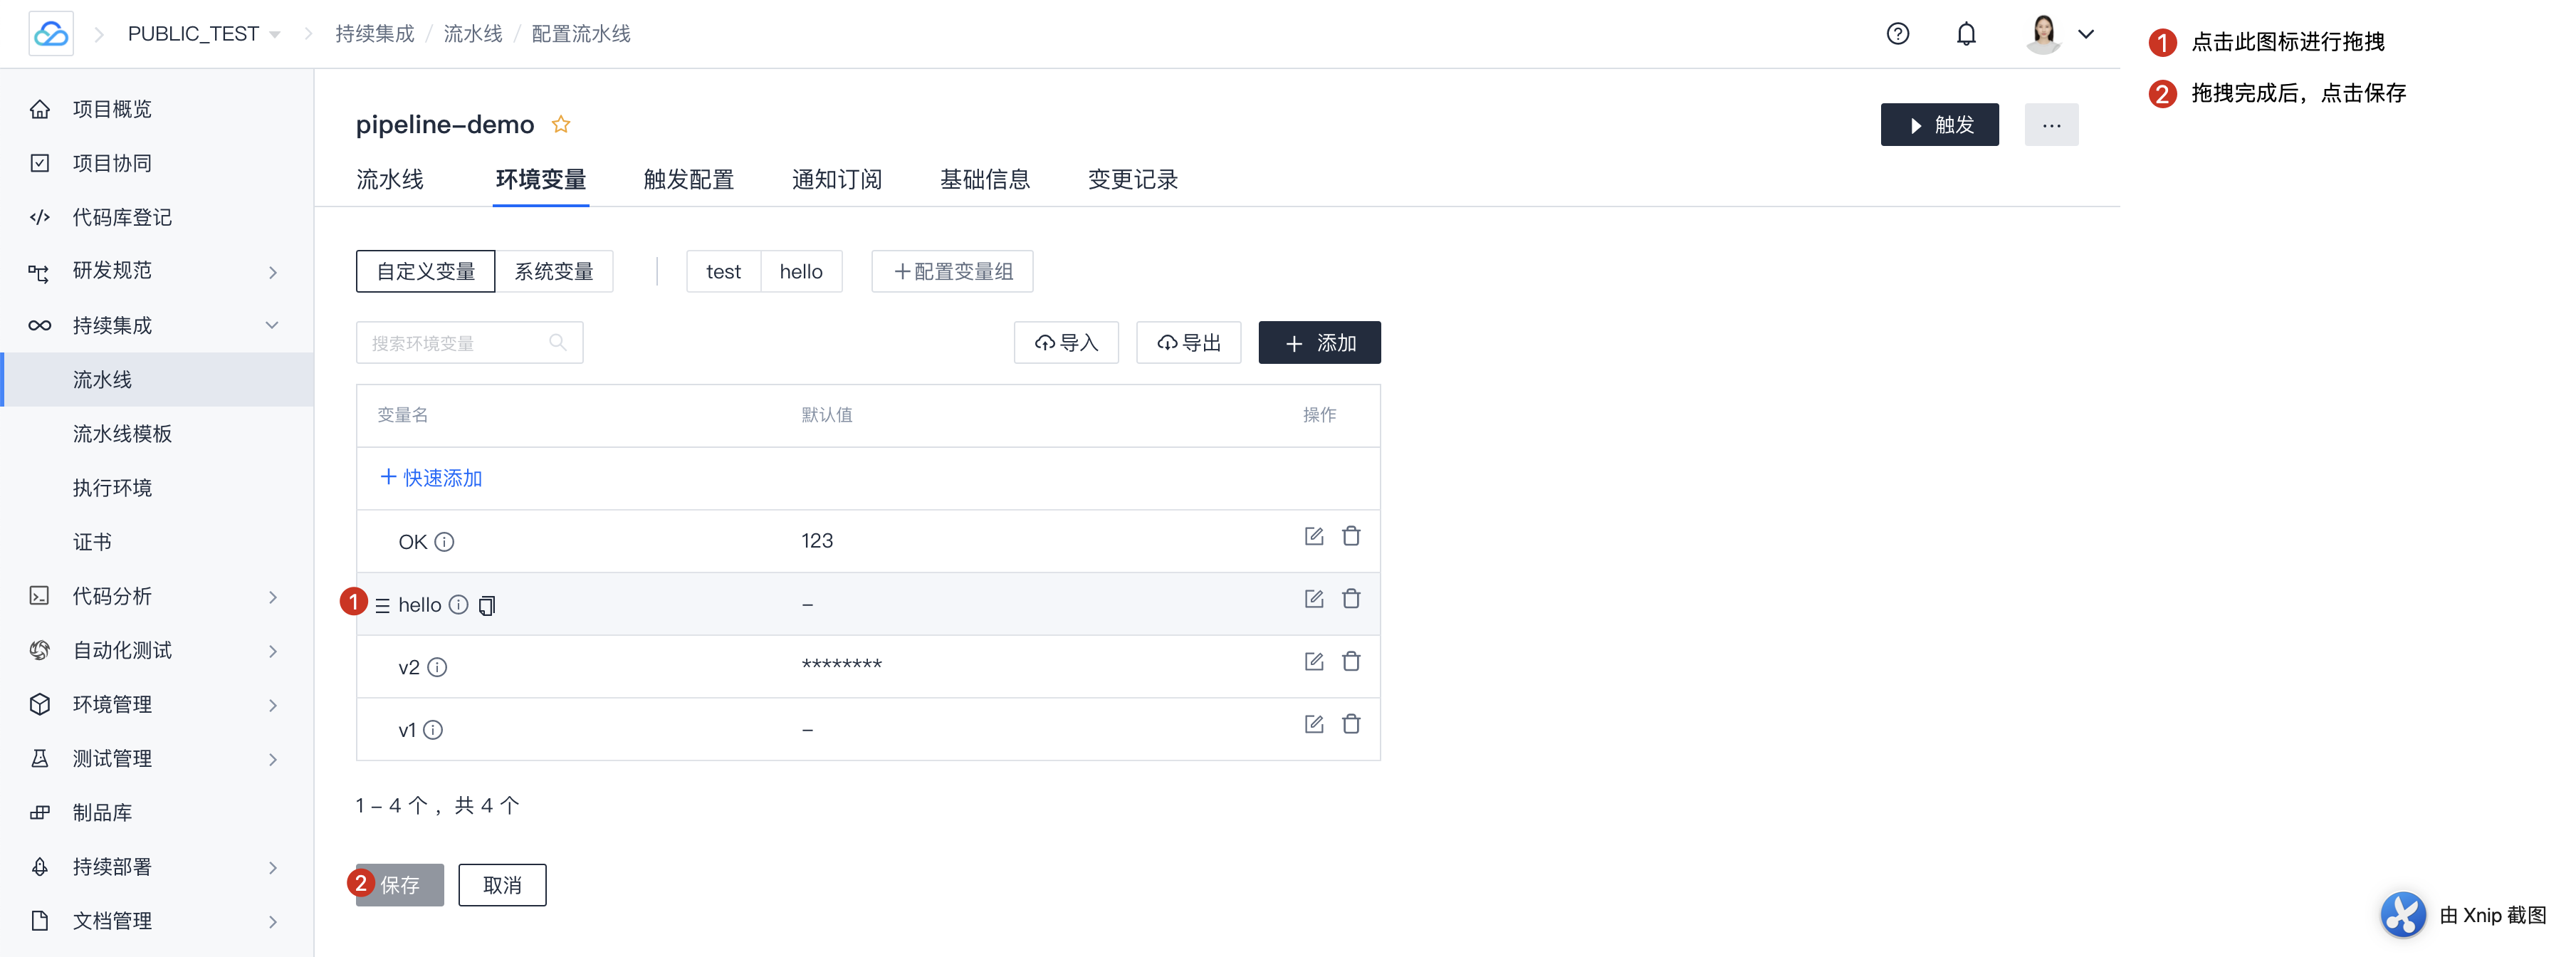 PUBLIC_TEST 持续集成 / 流水线 / 配置流水线
1 点击此图标进行拖拽
2 拖拽完成后，点击保存
项目概览
项目协同
代码库登记
研发规范
持续集成
流水线
流水线模板
执行环境
证书
代码分析
自动化测试
环境管理
测试管理
制品库
持续部署
文档管理
pipeline-demo
触发 ...
流水线 环境变量 触发配置 通知订阅 基础信息 变更记录
自定义变量 系统变量 test hello +配置变量组
搜索环境变量 导入 导出 + 添加
变量名 默认值 操作
+ 快速添加
OK 123
1 hello –
v2 ********
v1 –
1 – 4 个 ，共 4 个
2 保存 取消
由 Xnip 截图